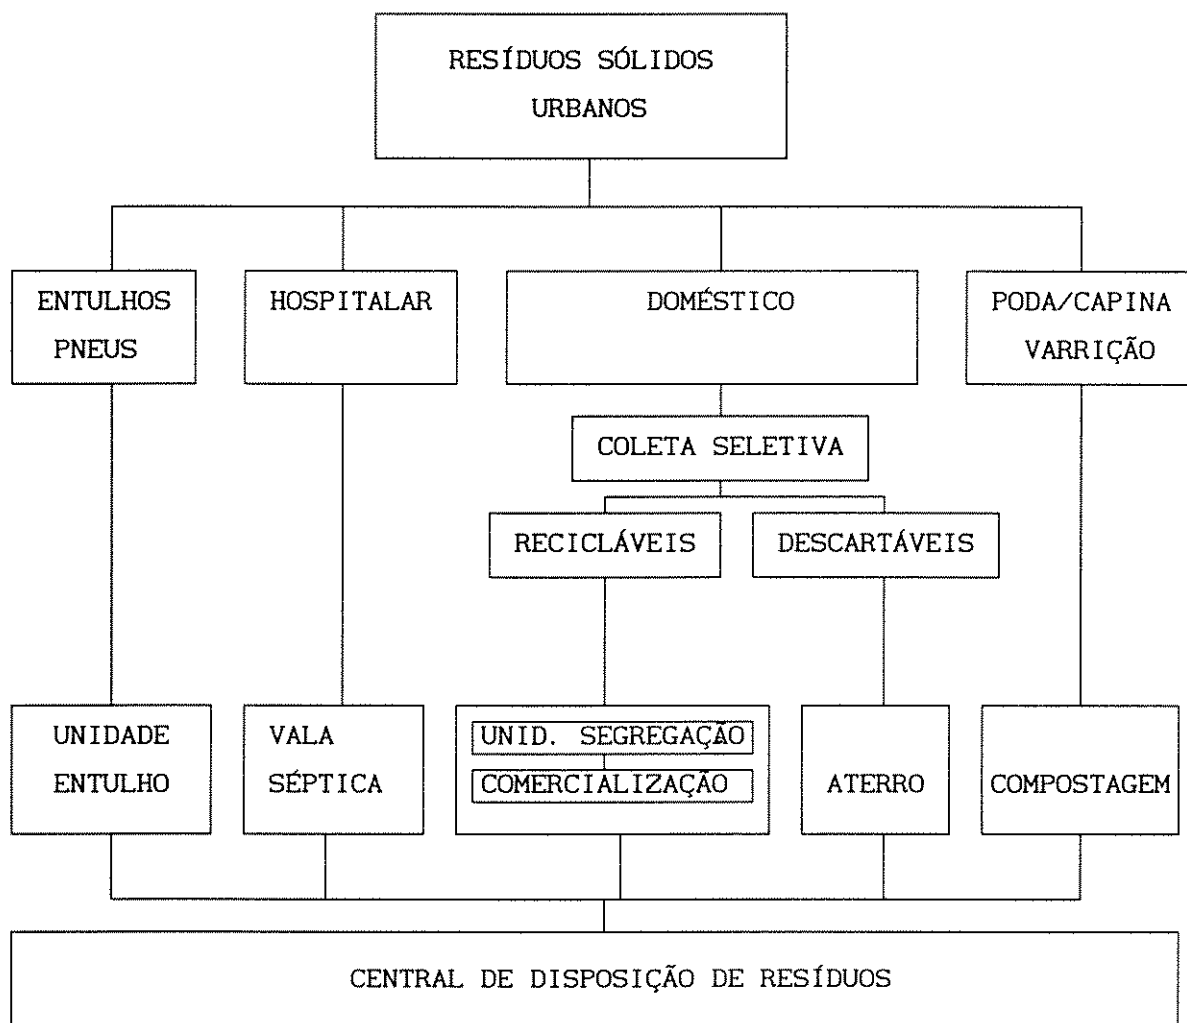 RESÍDUOS SÓLIDOS
URBANOS
ENTULHOS
PNEUS
HOSPITALAR
DOMÉSTICO
PODA/CAPINA
VARRIÇÃO
COLETA SELETIVA
RECICLÁVEIS
DESCARTÁVEIS
UNIDADE
ENTULHO
VALA
SÉPTICA
UNID. SEGREGAÇÃO
COMERCIALIZAÇÃO
ATERRO
COMPOSTAGEM
CENTRAL DE DISPOSIÇÃO DE RESÍDUOS